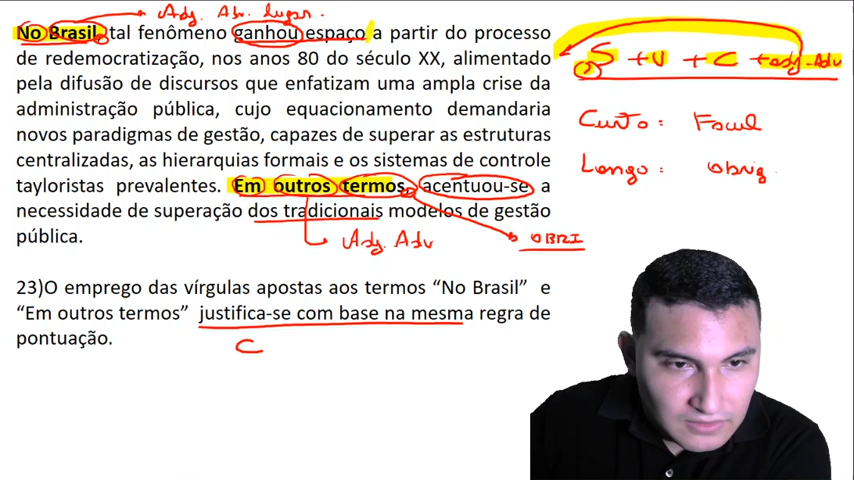 Adj. Adv. Lugar.
No Brasil, tal fenômeno ganhou espaço a partir do processo
de redemocratização, nos anos 80 do século XX, alimentado
pela difusão de discursos que enfatizam uma ampla crise da
administração pública, cujo equacionamento demandaria
novos paradigmas de gestão, capazes de superar as estruturas
centralizadas, as hierarquias formais e os sistemas de controle
tayloristas prevalentes. Em outros termos, acentuou-se a
necessidade de superação dos tradicionais modelos de gestão
pública.
Adj. Adv
OBRI
S + V + C + adj. Adv
Curto: Facul
Longo: Obrig.
23)O emprego das vírgulas apostas aos termos “No Brasil” e
“Em outros termos” justifica-se com base na mesma regra de
pontuação.
C